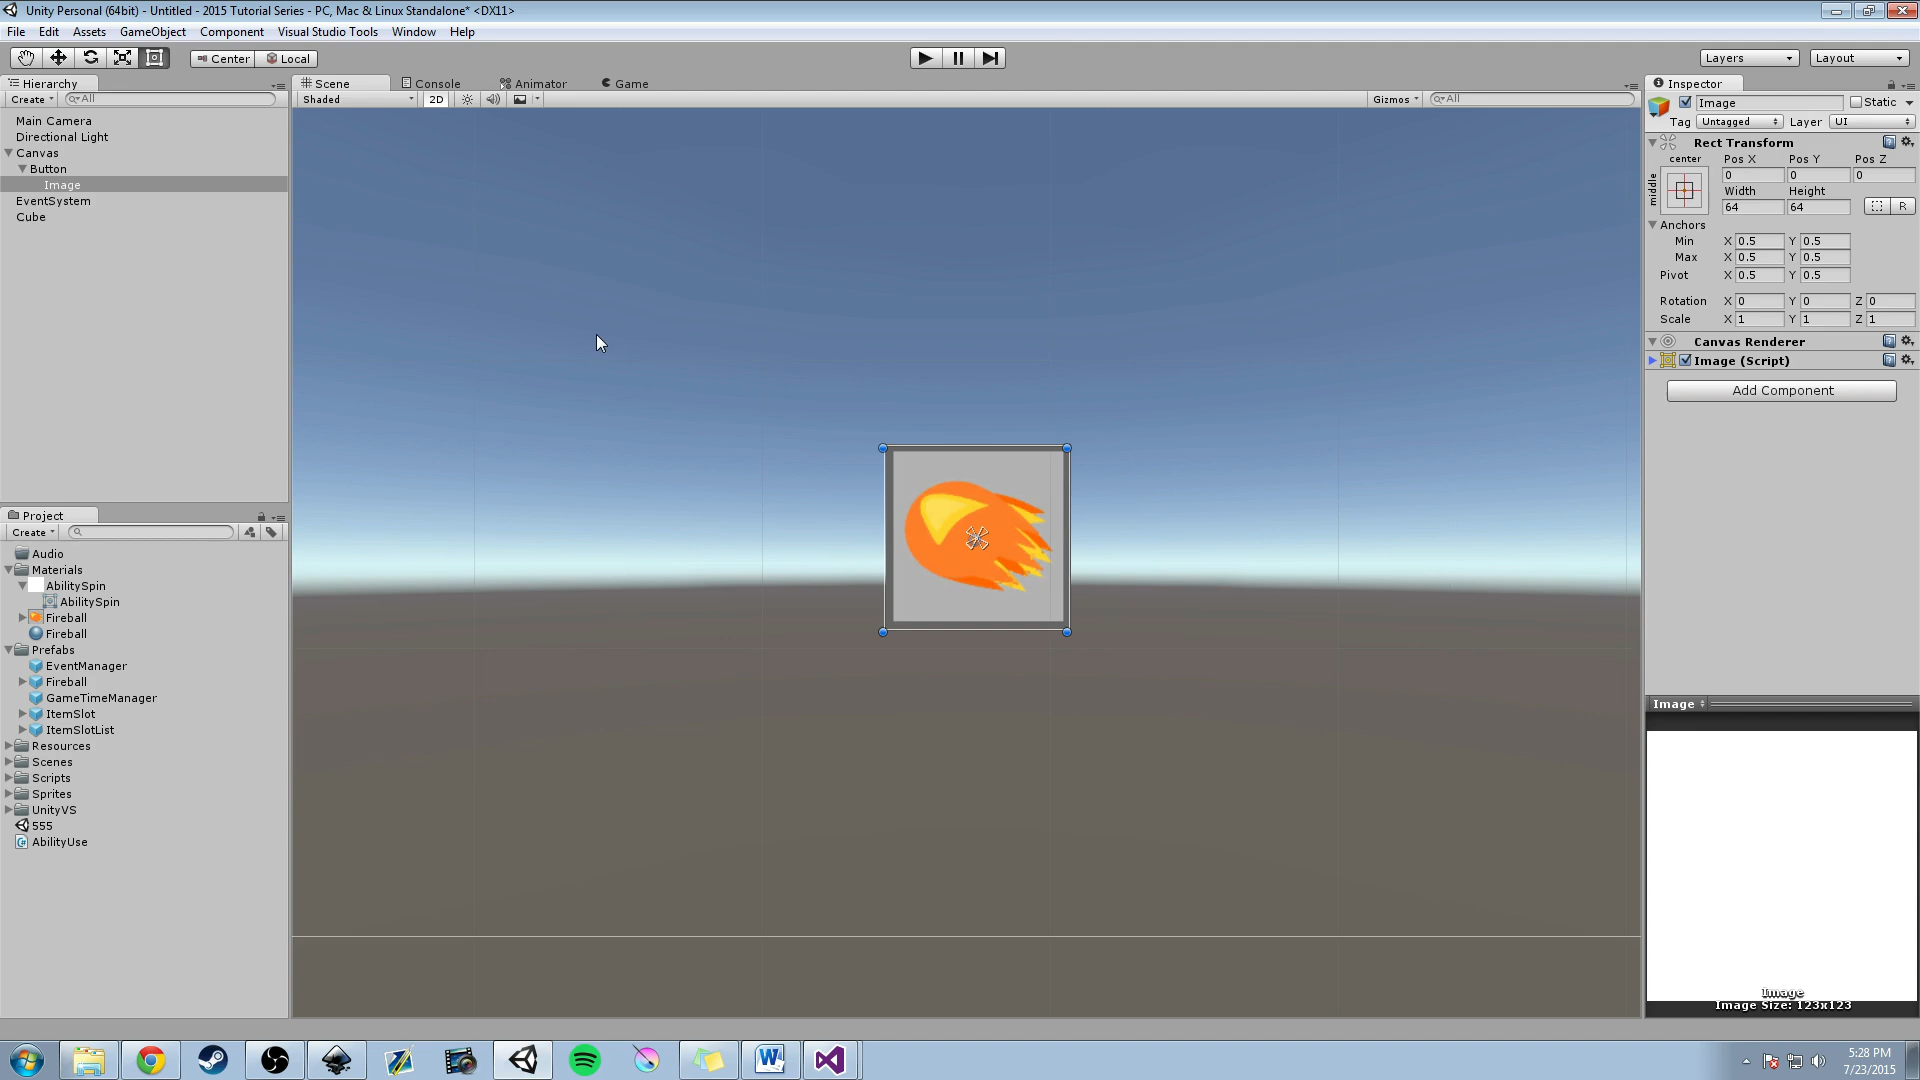 Unity Personal (64bit) - Untitled - 2015 Tutorial Series - PC, Mac & Linux Standalone* <DX11>
File Edit Assets GameObject Component Visual Studio Tools Window Help
Center Local Layers Layout
Hierarchy Scene Console Animator Game Inspector
Create All Shaded 2D Gizmos All Image Static
Main Camera
Tag Untagged Layer UI
Directional Light
Canvas
Rect Transform
Button
Image
EventSystem
Cube
center Pos X Pos Y Pos Z
middle 0 0 0
Width Height
64 64 R
Anchors
Min X 0.5 Y 0.5
Max X 0.5 Y 0.5
Pivot X 0.5 Y 0.5
Rotation X 0 Y 0 Z 0
Scale X 1 Y 1 Z 1
Canvas Renderer
Image (Script)
Add Component
Project
Create
Audio
Materials
AbilitySpin
AbilitySpin
Fireball
Fireball
Prefabs
EventManager
Fireball
GameTimeManager
ItemSlot
ItemSlotList
Resources
Scenes
Scripts
Sprites
UnityVS
555
AbilityUse
Image
Image
Image Size: 123x123
5:28 PM
7/23/2015